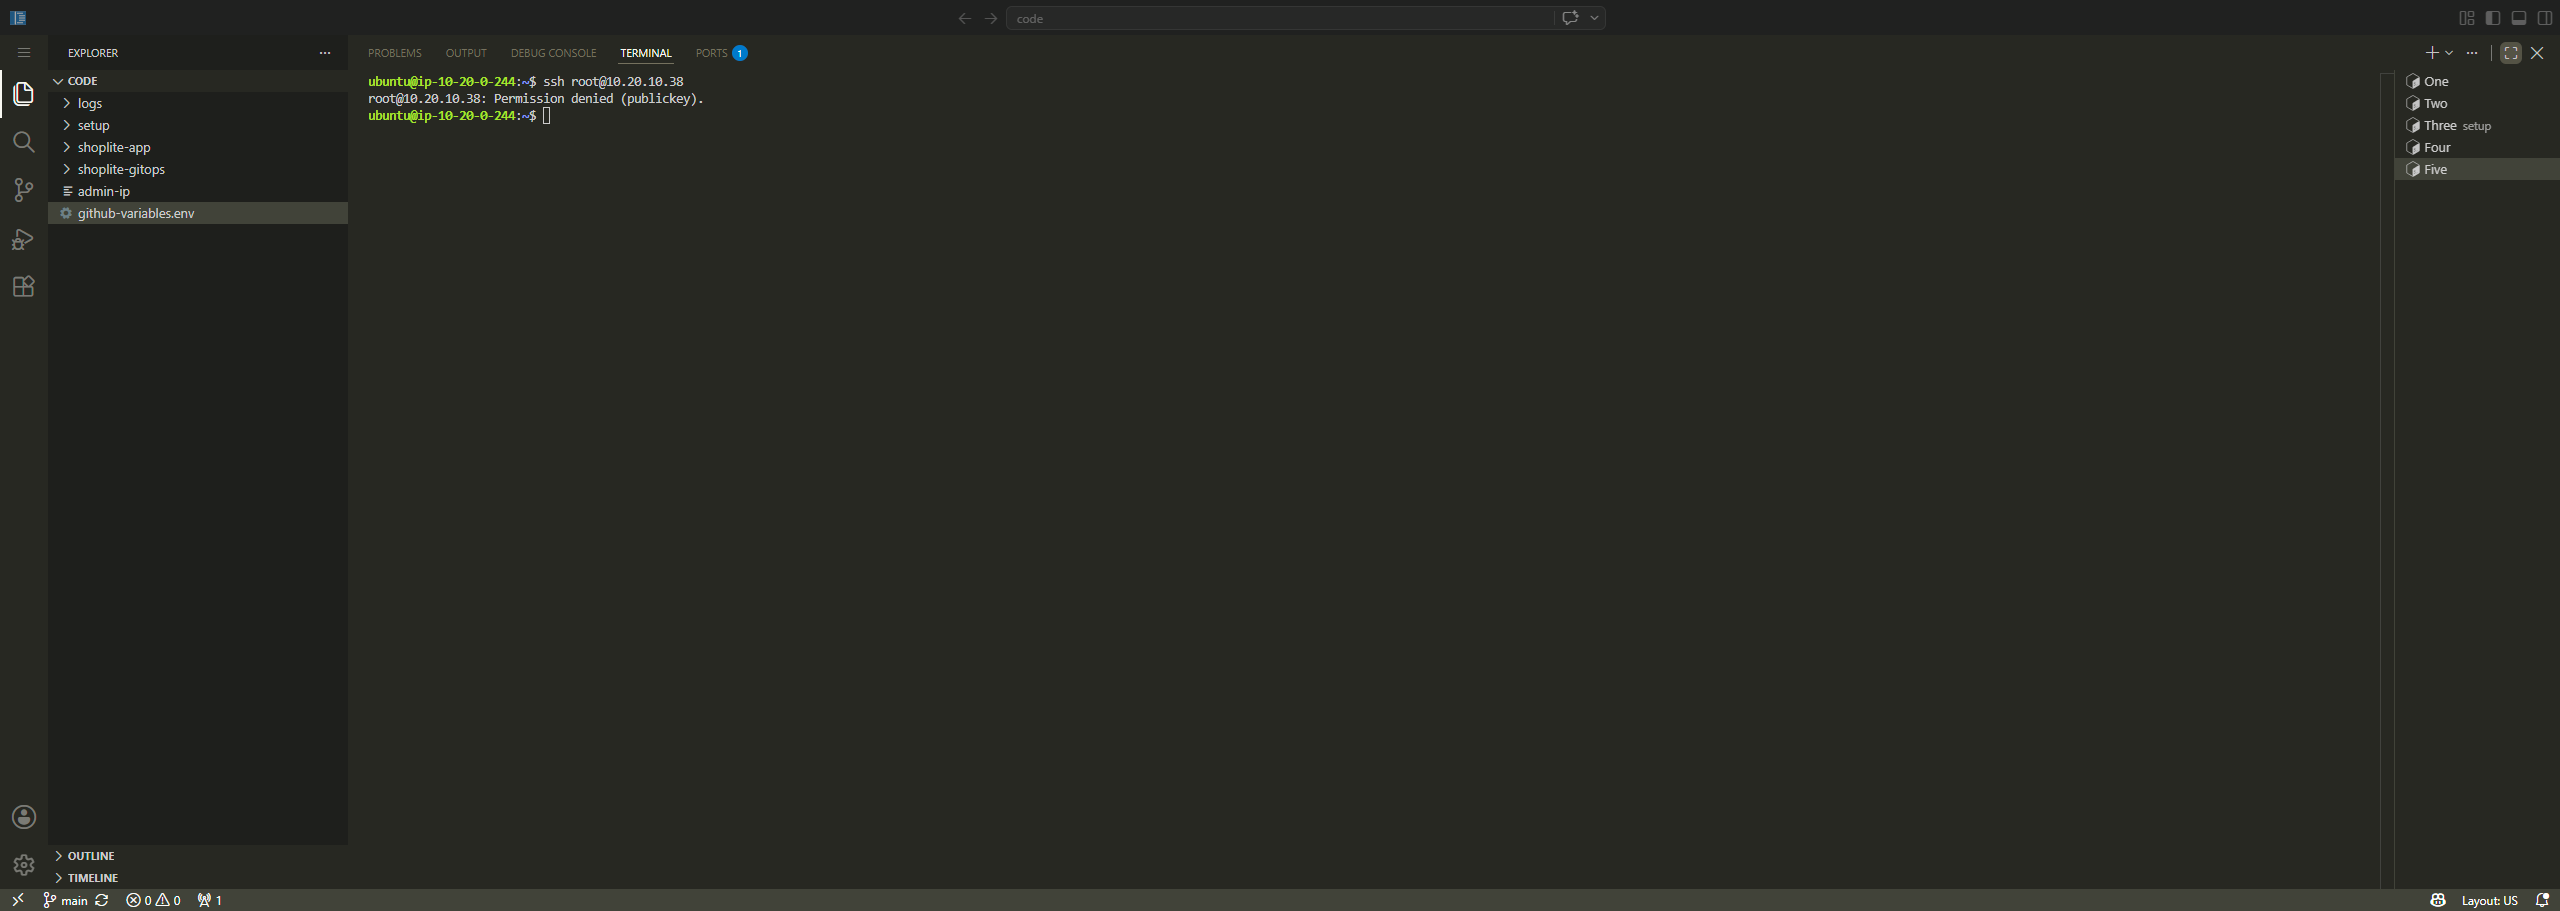 code
EXPLORER
CODE
logs
setup
shoplite-app
shoplite-gitops
admin-ip
github-variables.env
OUTLINE
TIMELINE
PROBLEMS OUTPUT DEBUG CONSOLE TERMINAL PORTS 1
ubuntu@ip-10-20-0-244:~$ ssh root@10.20.10.38
root@10.20.10.38: Permission denied (publickey).
ubuntu@ip-10-20-0-244:~$
One
Two
Three setup
Four
Five
main 0 0 1 Layout: US